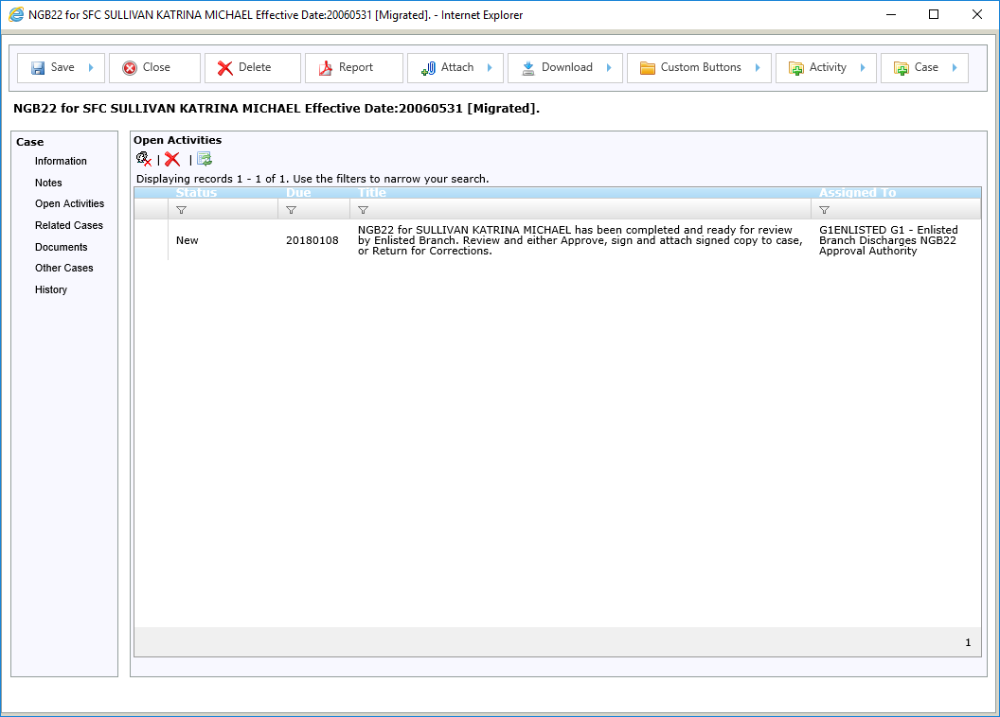 NGB22 for SFC SULLIVAN KATRINA MICHAEL Effective Date:20060531 [Migrated]. - Internet Explorer
Save Close Delete Report Attach Download Custom Buttons Activity Case
NGB22 for SFC SULLIVAN KATRINA MICHAEL Effective Date:20060531 [Migrated].
Case
Information
Notes
Open Activities
Related Cases
Documents
Other Cases
History
Open Activities
| |
Displaying records 1 - 1 of 1. Use the filters to narrow your search.
Status Due Title Assigned To
New 20180108
NGB22 for SULLIVAN KATRINA MICHAEL has been completed and ready for review
by Enlisted Branch. Review and either Approve, sign and attach signed copy to case,
or Return for Corrections.
G1ENLISTED G1 - Enlisted
Branch Discharges NGB22
Approval Authority
1